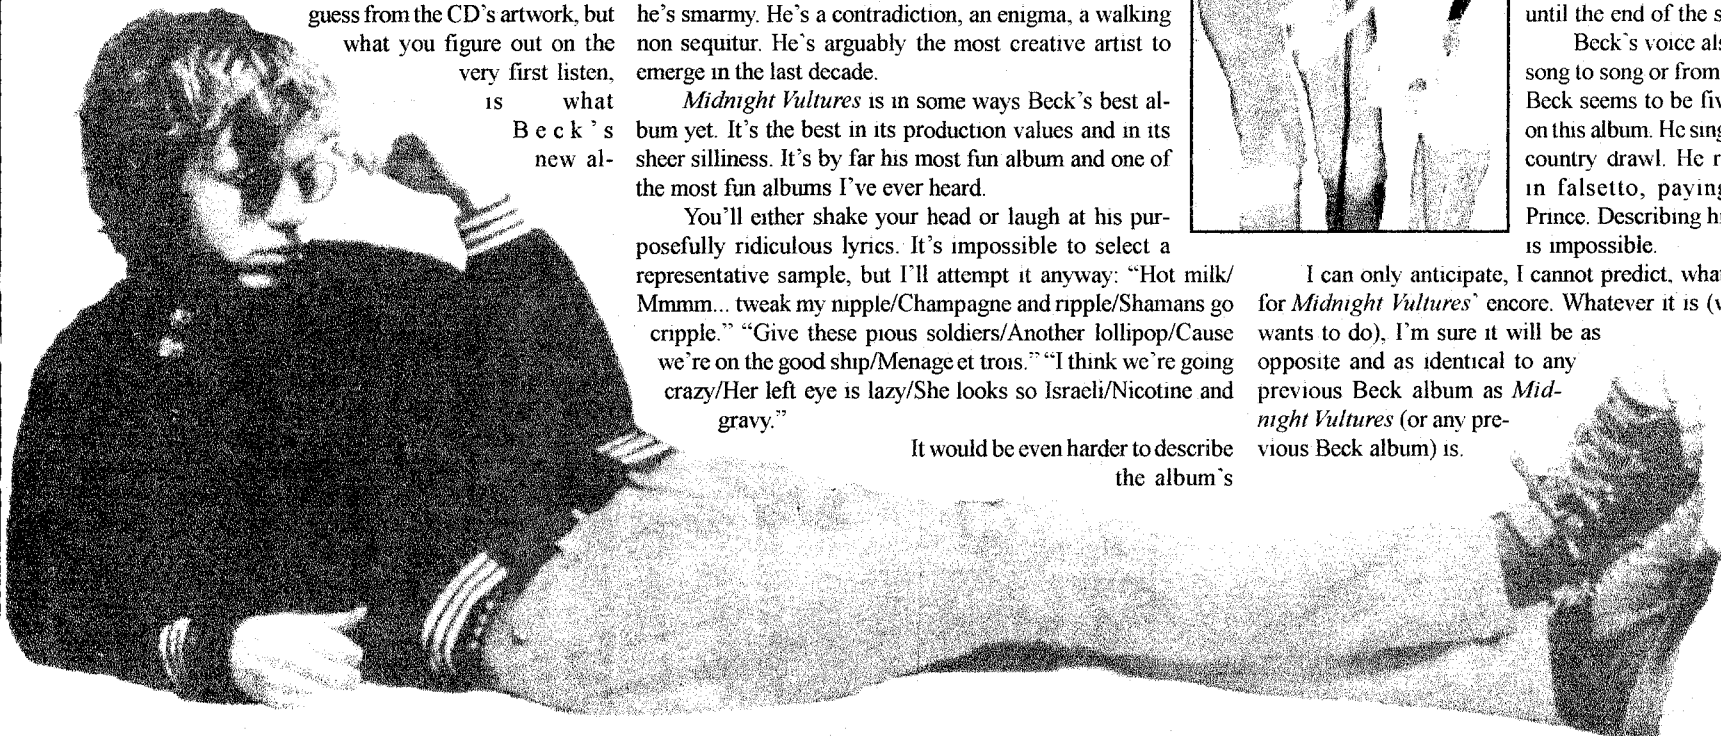 guess from the CD's artwork, but
what you figure out on the
very first listen,
is what
Beck's
new al-
he's smarmy. He's a contradiction, an enigma, a walking
non sequitur. He's arguably the most creative artist to
emerge in the last decade.
Midnight Vultures is in some ways Beck's best al-
bum yet. It's the best in its production values and in its
sheer silliness. It's by far his most fun album and one of
the most fun albums I've ever heard.
You'll either shake your head or laugh at his pur-
posefully ridiculous lyrics. It's impossible to select a
representative sample, but I'll attempt it anyway: "Hot milk/
Mmmm... tweak my nipple/Champagne and ripple/Shamans go
cripple." "Give these pious soldiers/Another lollipop/Cause
we're on the good ship/Menage et trois." "I think we're going
crazy/Her left eye is lazy/She looks so Israeli/Nicotine and
gravy."
It would be even harder to describe
the album's
until the end of the
Beck's voice
song to song or from
Beck seems to be
on this album. He
country drawl. He
in falsetto,
Prince. Describing
is impossible.
I can only anticipate, I cannot predict,
for Midnight Vultures' encore. Whatever it is
wants to do), I'm sure it will be as
opposite and as identical to any
previous Beck album as Mid-
night Vultures (or any pre-
vious Beck album) is.